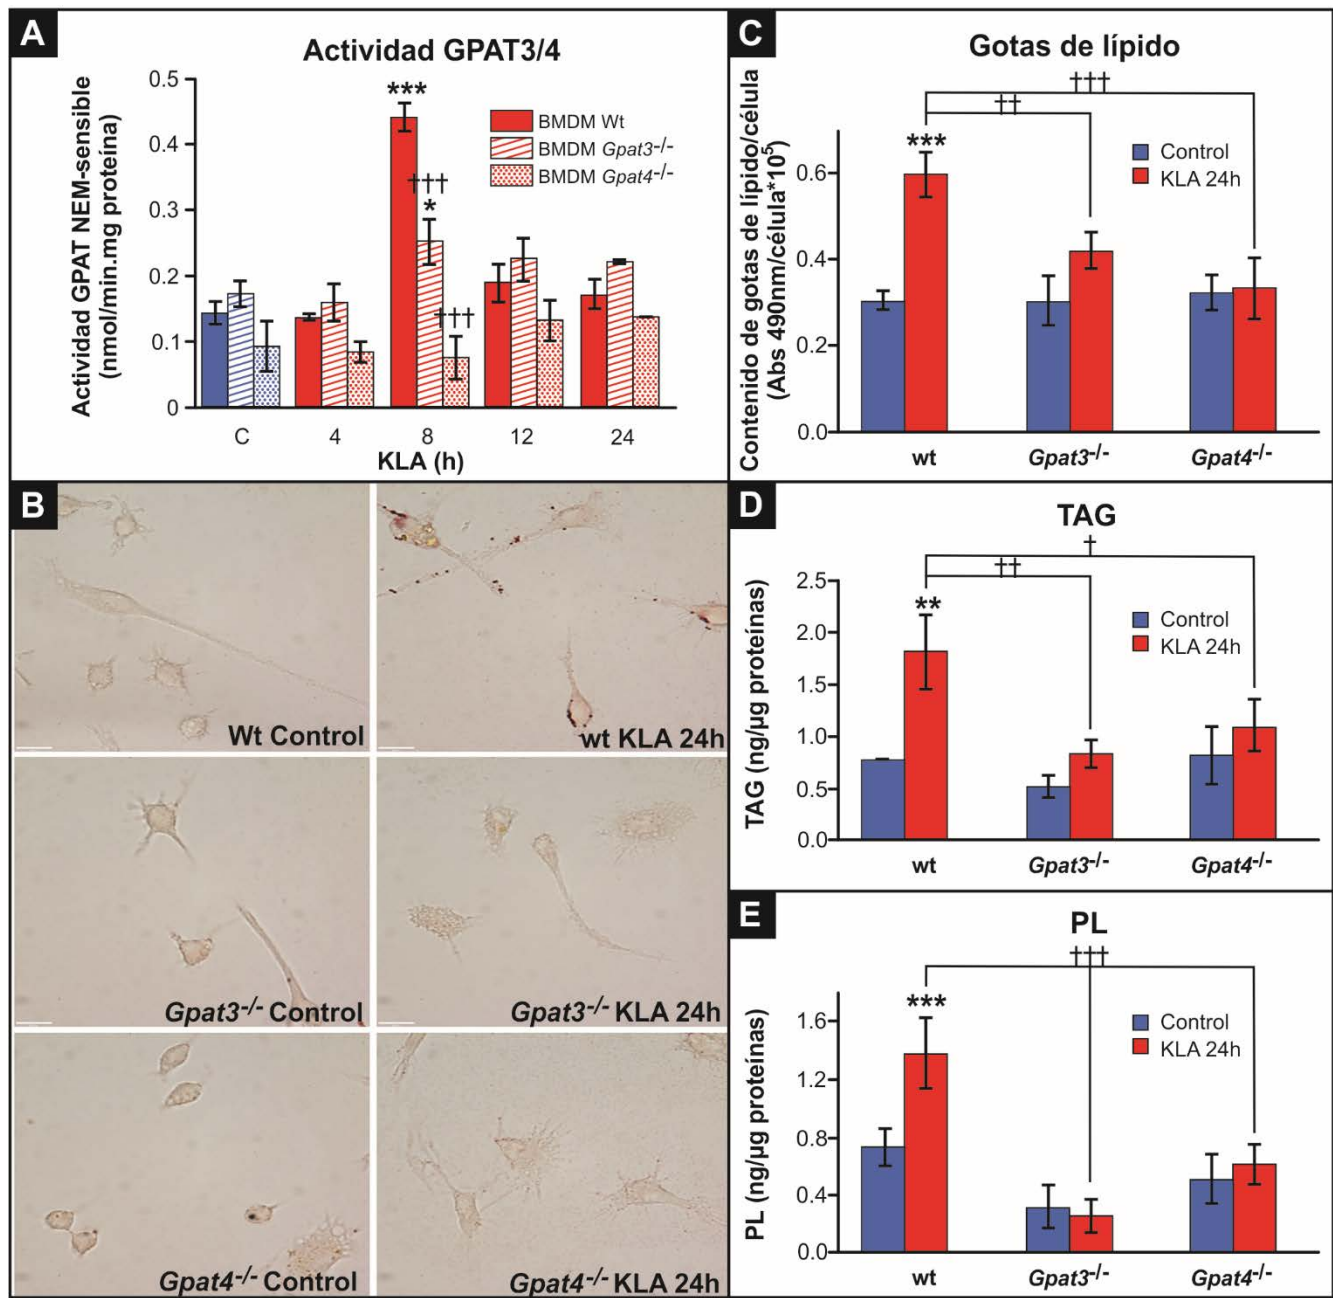 A
Actividad GPAT3/4
Actividad GPAT NEM-sensible
(nmol/min.mg proteína)
0.5
0.4
0.3
0.2
0.1
0
***
†††
*
†††
BMDM Wt
BMDM Gpat3-/-
BMDM Gpat4-/-
C 4 8 12 24
KLA (h)
B
Wt Control
wt KLA 24h
Gpat3-/- Control
Gpat3-/- KLA 24h
Gpat4-/- Control
Gpat4-/- KLA 24h
C
Gotas de lípido
Contenido de gotas de lípido/célula
(Abs 490nm/célula*10⁵)
†††
††
***
Control
KLA 24h
0.6
0.4
0.2
0.0
wt Gpat3-/- Gpat4-/-
D
TAG
TAG (ng/µg proteínas)
†
††
**
Control
KLA 24h
2.5
2.0
1.5
1.0
0.5
0.0
wt Gpat3-/- Gpat4-/-
E
PL
PL (ng/µg proteínas)
†††
***
Control
KLA 24h
1.6
1.2
0.8
0.4
0.0
wt Gpat3-/- Gpat4-/-